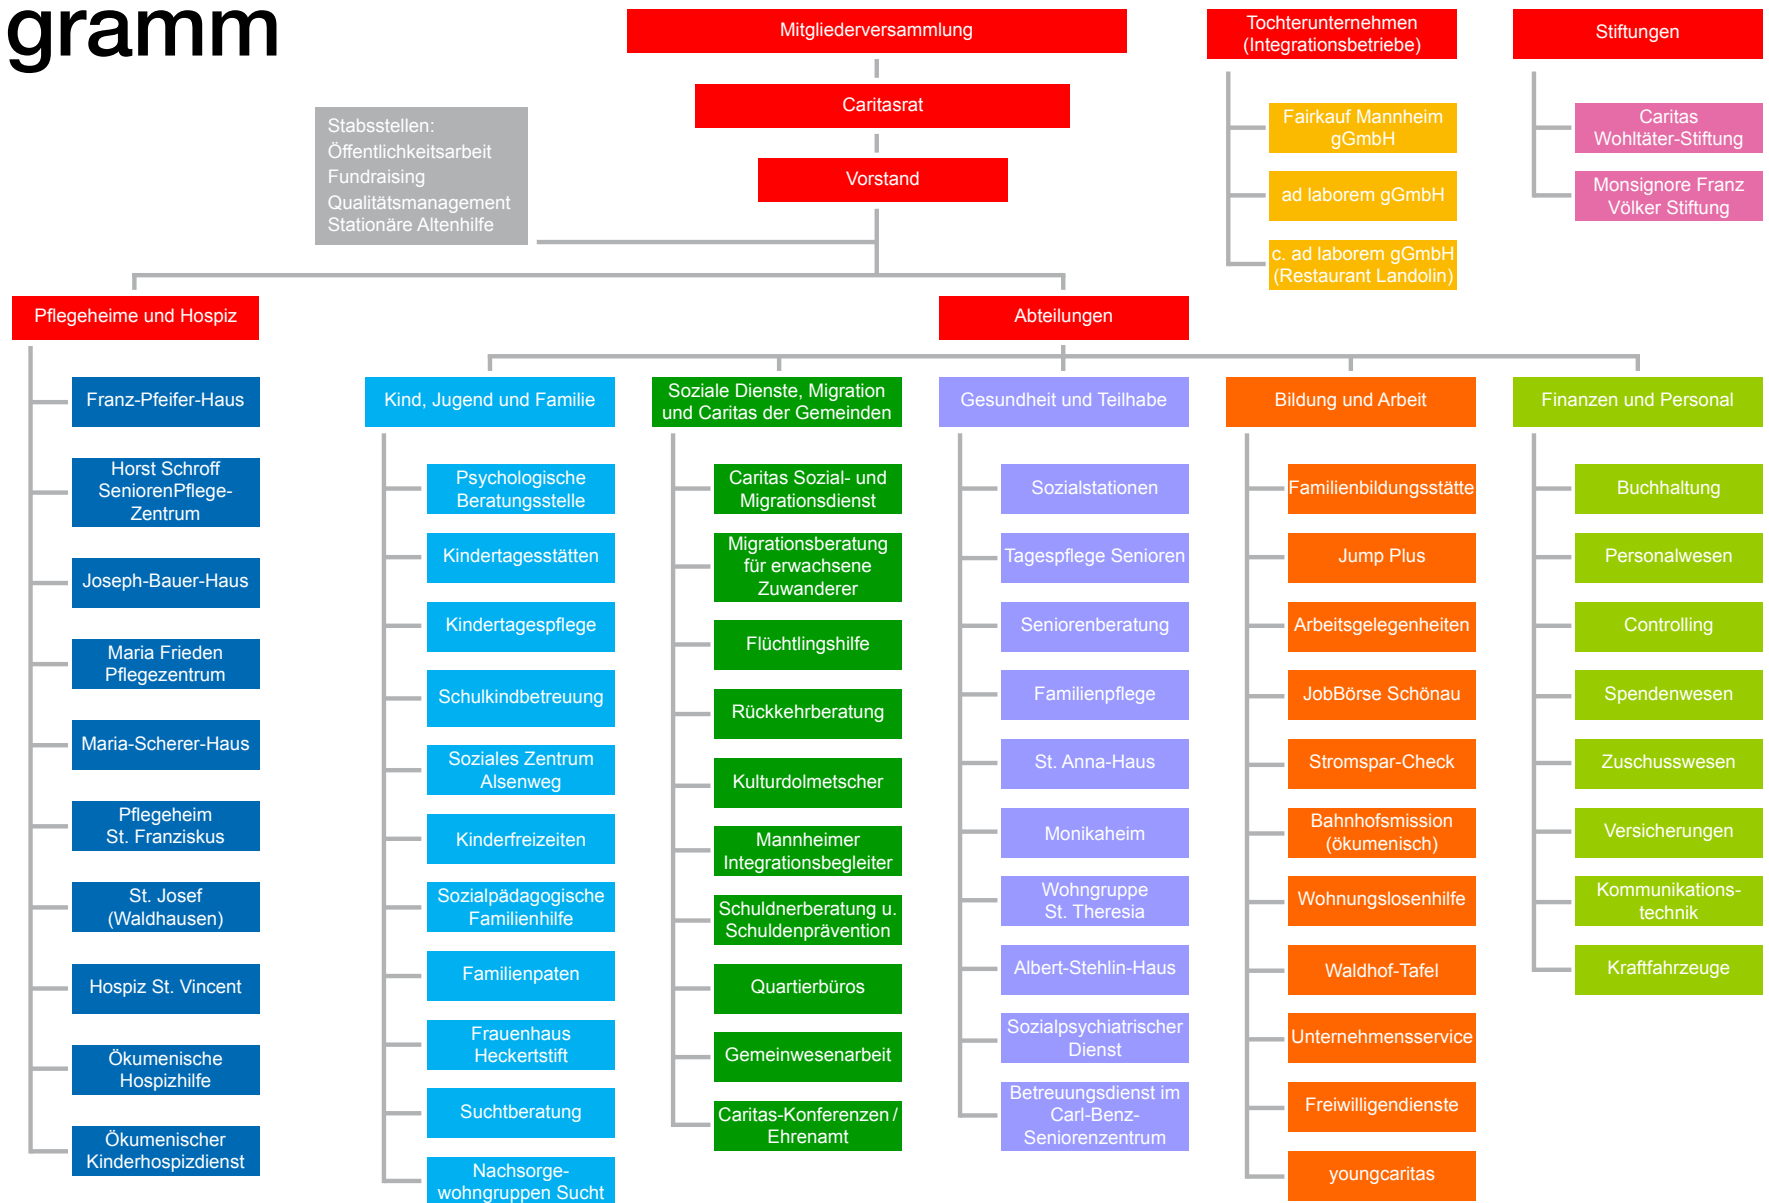 gramm
Mitgliederversammlung
Caritasrat
Vorstand
Stabsstellen:
Öffentlichkeitsarbeit
Fundraising
Qualitätsmanagement
Stationäre Altenhilfe
Tochterunternehmen
(Integrationsbetriebe)
Fairkauf Mannheim
gGmbH
ad laborem gGmbH
c. ad laborem gGmbH
(Restaurant Landolin)
Stiftungen
Caritas
Wohltäter-Stiftung
Monsignore Franz
Völker Stiftung
Pflegeheime und Hospiz
Franz-Pfeifer-Haus
Horst Schroff
SeniorenPflege-
Zentrum
Joseph-Bauer-Haus
Maria Frieden
Pflegezentrum
Maria-Scherer-Haus
Pflegeheim
St. Franziskus
St. Josef
(Waldhausen)
Hospiz St. Vincent
Ökumenische
Hospizhilfe
Ökumenischer
Kinderhospizdienst
Abteilungen
Kind, Jugend und Familie
Psychologische
Beratungsstelle
Kindertagesstätten
Kindertagespflege
Schulkindbetreuung
Soziales Zentrum
Alsenweg
Kinderfreizeiten
Sozialpädagogische
Familienhilfe
Familienpaten
Frauenhaus
Heckertstift
Suchtberatung
Nachsorge-
wohngruppen Sucht
Soziale Dienste, Migration
und Caritas der Gemeinden
Caritas Sozial- und
Migrationsdienst
Migrationsberatung
für erwachsene
Zuwanderer
Flüchtlingshilfe
Rückkehrberatung
Kulturdolmetscher
Mannheimer
Integrationsbegleiter
Schuldnerberatung u.
Schuldenprävention
Quartierbüros
Gemeinwesenarbeit
Caritas-Konferenzen /
Ehrenamt
Gesundheit und Teilhabe
Sozialstationen
Tagespflege Senioren
Seniorenberatung
Familienpflege
St. Anna-Haus
Monikaheim
Wohngruppe
St. Theresia
Albert-Stehlin-Haus
Sozialpsychiatrischer
Dienst
Betreuungsdienst im
Carl-Benz-
Seniorenzentrum
Bildung und Arbeit
Familienbildungsstätte
Jump Plus
Arbeitsgelegenheiten
JobBörse Schönau
Stromspar-Check
Bahnhofsmission
(ökumenisch)
Wohnungslosenhilfe
Waldhof-Tafel
Unternehmensservice
Freiwilligendienste
youngcaritas
Finanzen und Personal
Buchhaltung
Personalwesen
Controlling
Spendenwesen
Zuschusswesen
Versicherungen
Kommunikations-
technik
Kraftfahrzeuge